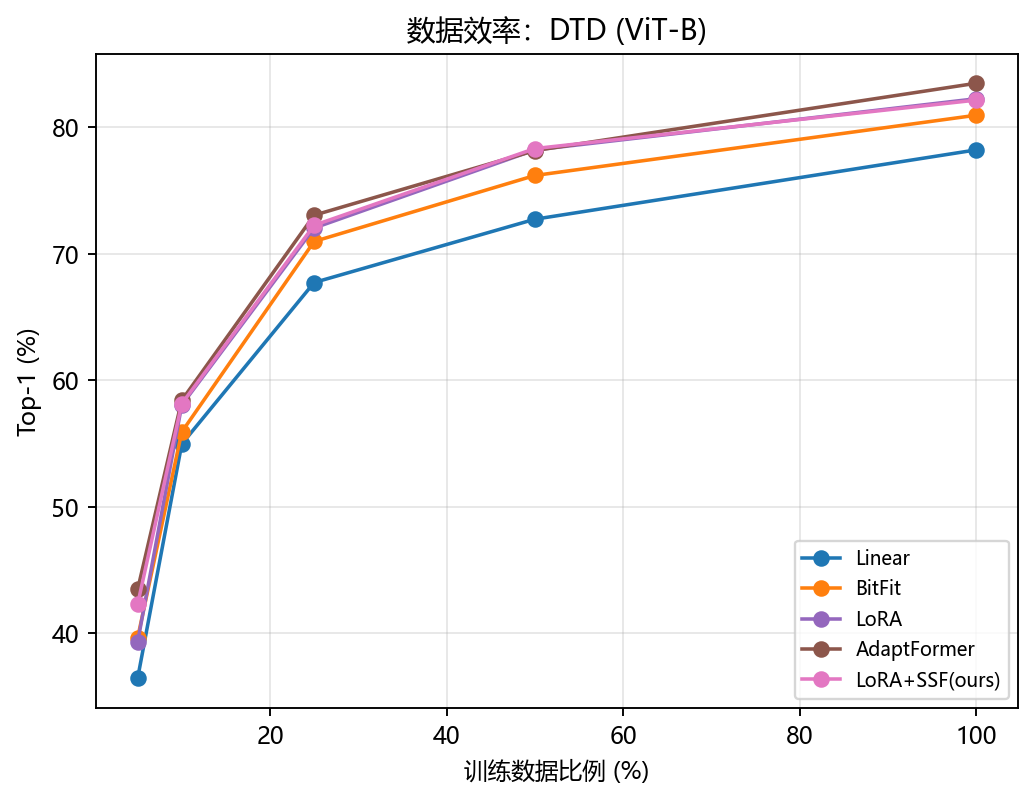 数据效率：DTD (ViT-B)
80
70
60
50
40
Top-1 (%)
Linear
BitFit
LoRA
AdaptFormer
LoRA+SSF(ours)
20
40
60
80
100
训练数据比例 (%)